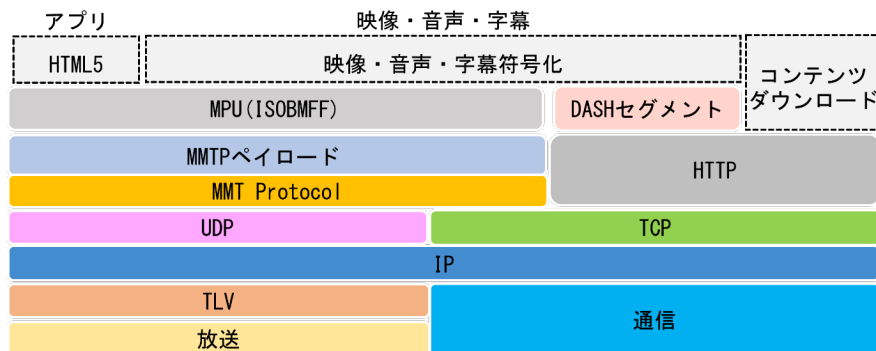 アプリ
映像・音声・字幕
HTML5
映像・音声・字幕符号化
コンテンツ
ダウンロード
MPU(ISOBMFF)
DASHセグメント
MMTPペイロード
HTTP
MMT Protocol
UDP
TCP
IP
TLV
通信
放送